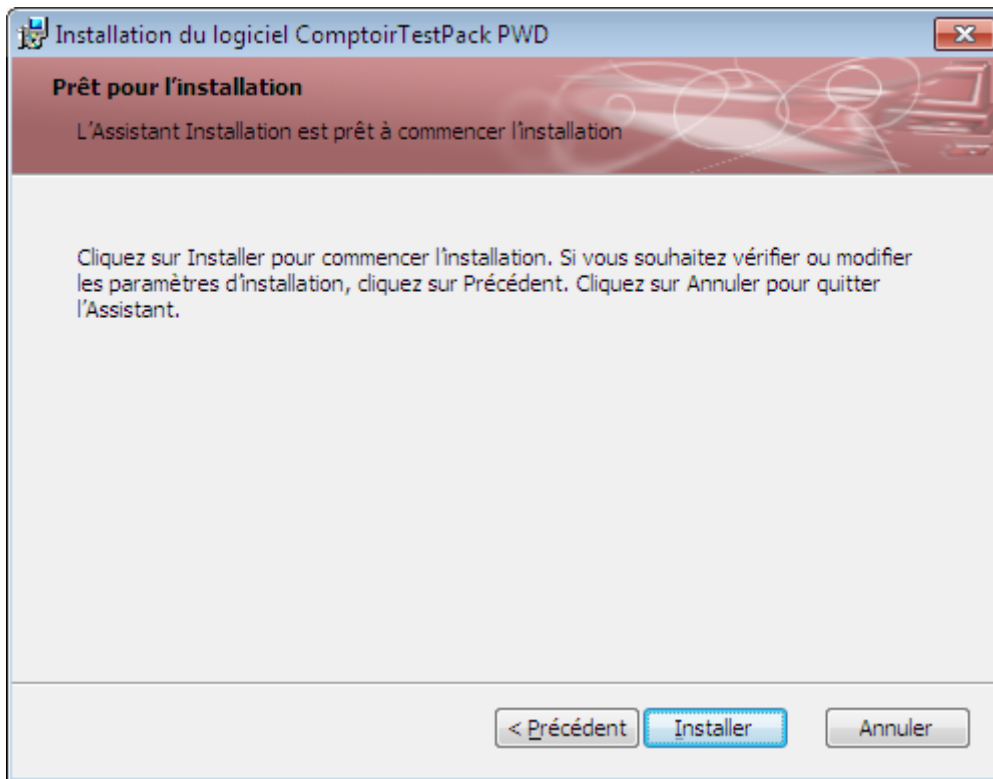 Installation du logiciel ComptoirTestPack PWD
Prêt pour l'installation
L'Assistant Installation est prêt à commencer l'installation
Cliquez sur Installer pour commencer l'installation. Si vous souhaitez vérifier ou modifier
les paramètres d'installation, cliquez sur Précédent. Cliquez sur Annuler pour quitter
l'Assistant.
< Précédent
Installer
Annuler